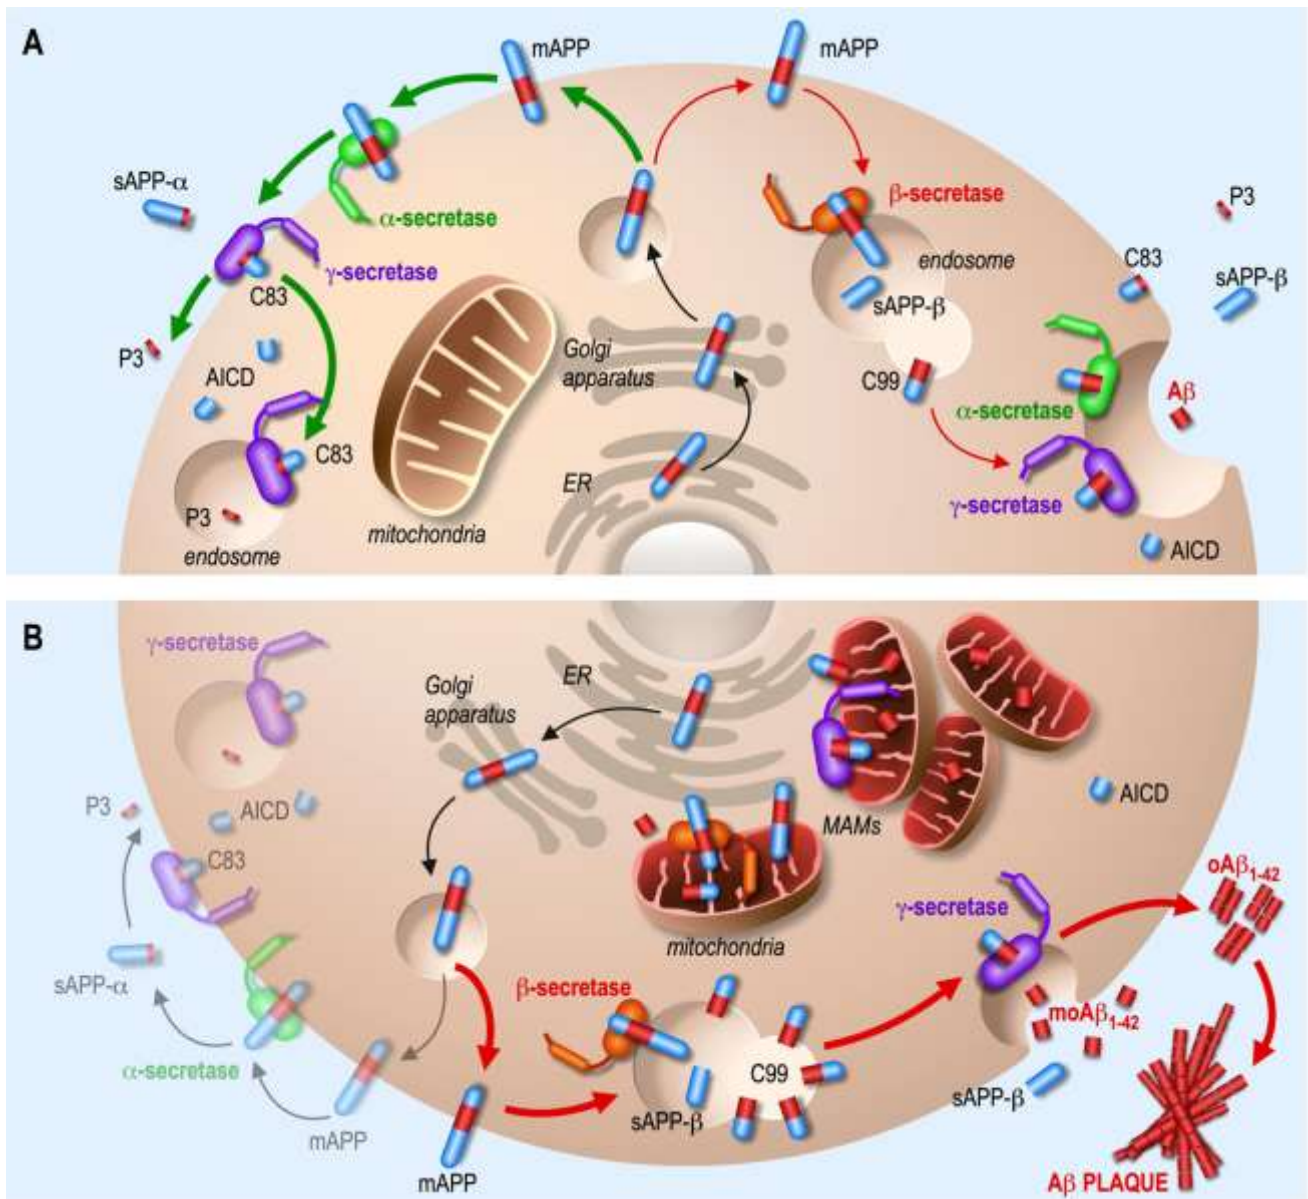 A
mAPP
mAPP
sAPP-α
α-secretase
β-secretase
P3
γ-secretase
endosome
C83
C83
sAPP-β
sAPP-β
P3
Golgi
apparatus
AICD
C99
α-secretase
Aβ
C83
ER
γ-secretase
P3
mitochondria
endosome
AICD
B
γ-secretase
ER
Golgi
apparatus
P3
AICD
MAMs
AICD
C83
oAβ1-42
γ-secretase
mitochondria
sAPP-α
β-secretase
moAβ1-42
α-secretase
C99
sAPP-β
sAPP-β
mAPP
mAPP
Aβ PLAQUE